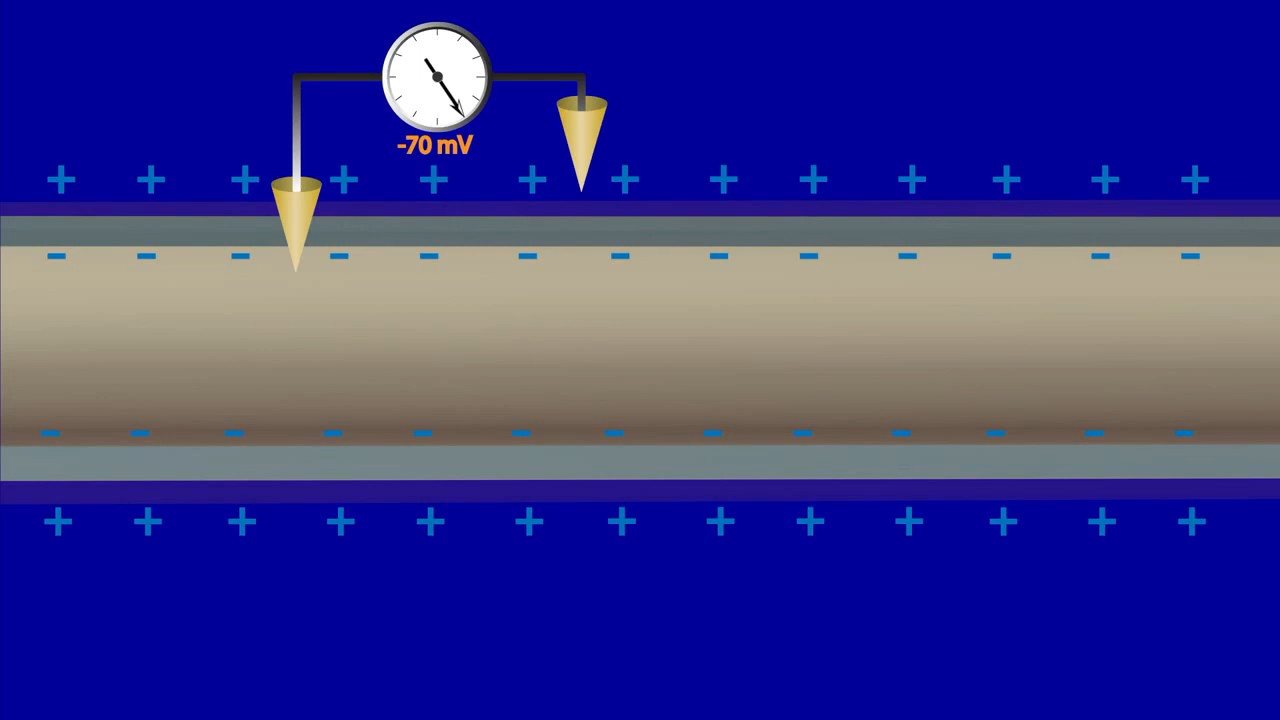 -70 mV
+ + + + + + + + + + + + +
- - - - - - - - - - - - -
- - - - - - - - - - - - -
+ + + + + + + + + + + + +